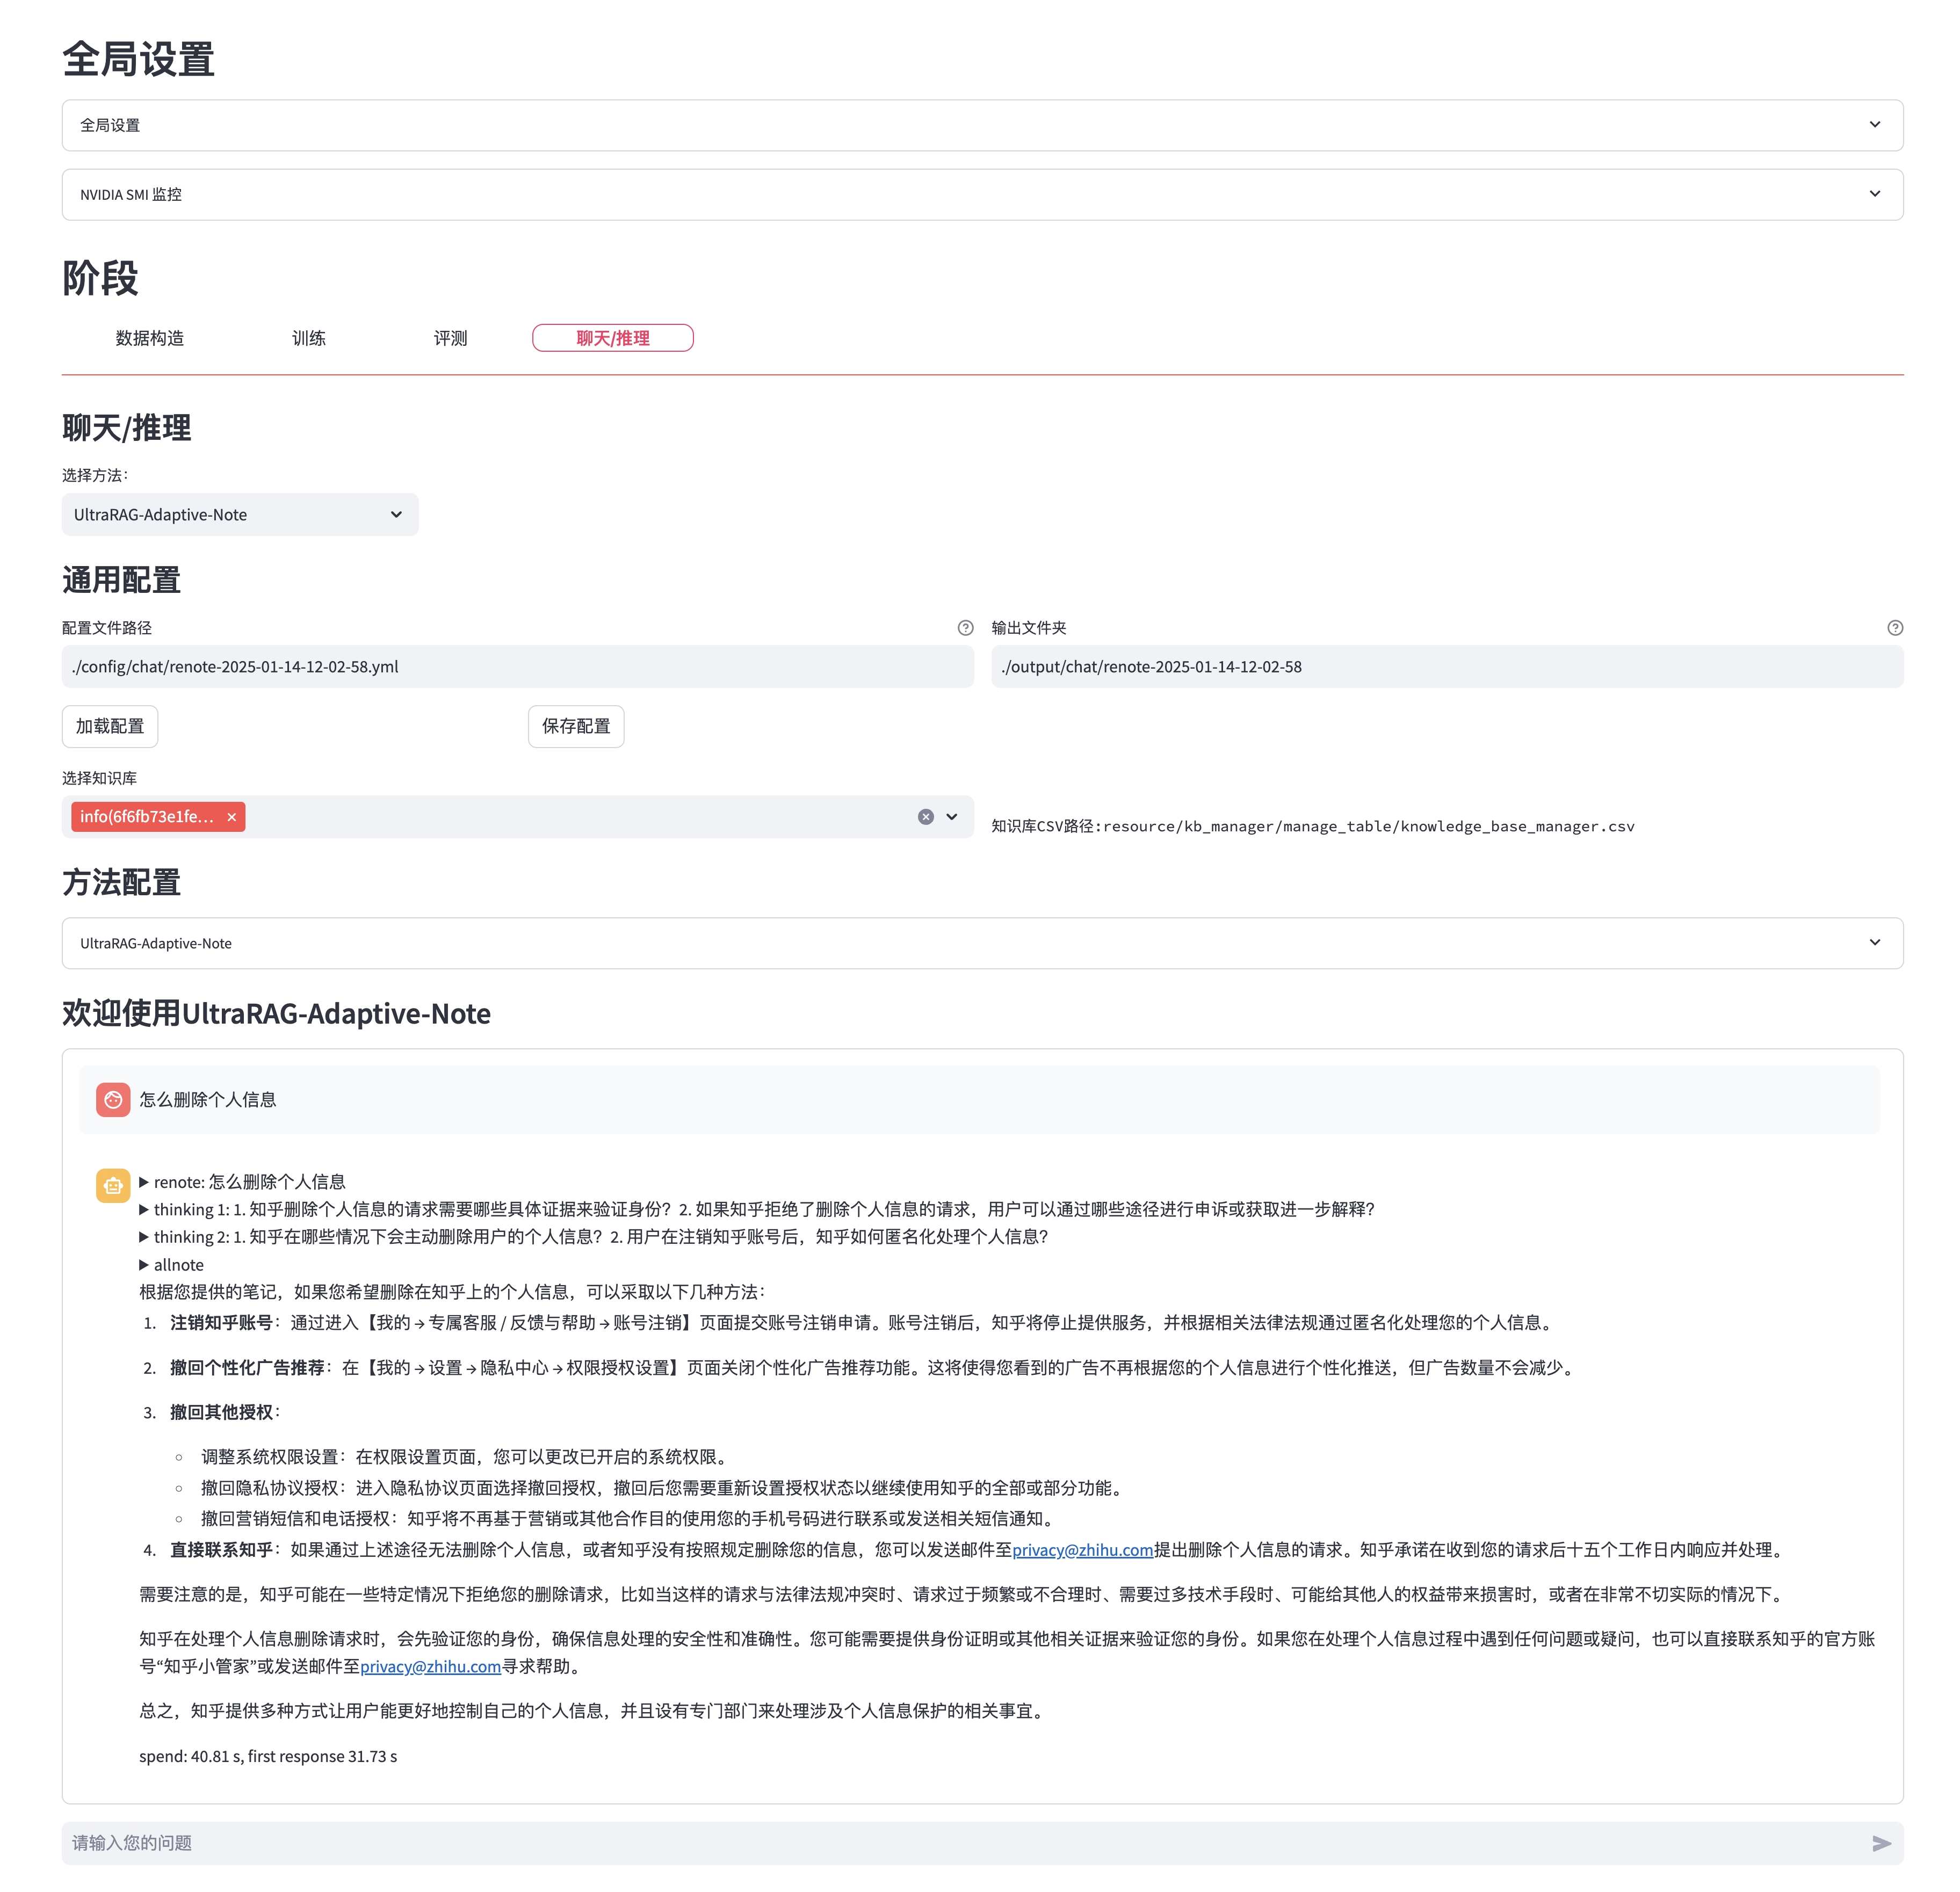 全局设置
全局设置
NVIDIA SMI 监控
阶段
数据构造 训练 评测 聊天/推理
聊天/推理
选择方法：
UltraRAG-Adaptive-Note
通用配置
配置文件路径
./config/chat/renote-2025-01-14-12-02-58.yml
输出文件夹
./output/chat/renote-2025-01-14-12-02-58
加载配置 保存配置
选择知识库
info(6f6fb73e1fe... ×
知识库CSV路径:resource/kb_manager/manage_table/knowledge_base_manager.csv
方法配置
UltraRAG-Adaptive-Note
欢迎使用UltraRAG-Adaptive-Note
怎么删除个人信息
▶ renote: 怎么删除个人信息
▶ thinking 1: 1. 知乎删除个人信息的请求需要哪些具体证据来验证身份？2. 如果知乎拒绝了删除个人信息的请求，用户可以通过哪些途径进行申诉或获取进一步解释？
▶ thinking 2: 1. 知乎在哪些情况下会主动删除用户的个人信息？2. 用户在注销知乎账号后，知乎如何匿名化处理个人信息？
▶ allnote
根据您提供的笔记，如果您希望删除在知乎上的个人信息，可以采取以下几种方法：
1. 注销知乎账号：通过进入【我的→专属客服 / 反馈与帮助→账号注销】页面提交账号注销申请。账号注销后，知乎将停止提供服务，并根据相关法律法规通过匿名化处理您的个人信息。
2. 撤回个性化广告推荐：在【我的→设置→隐私中心→权限授权设置】页面关闭个性化广告推荐功能。这将使得您看到的广告不再根据您的个人信息进行个性化推送，但广告数量不会减少。
3. 撤回其他授权：
○ 调整系统权限设置：在权限设置页面，您可以更改已开启的系统权限。
○ 撤回隐私协议授权：进入隐私协议页面选择撤回授权，撤回后您需要重新设置授权状态以继续使用知乎的全部或部分功能。
○ 撤回营销短信和电话授权：知乎将不再基于营销或其他合作目的使用您的手机号码进行联系或发送相关短信通知。
4. 直接联系知乎：如果通过上述途径无法删除个人信息，或者知乎没有按照规定删除您的信息，您可以发送邮件至privacy@zhihu.com提出删除个人信息的请求。知乎承诺在收到您的请求后十五个工作日内响应并处理。
需要注意的是，知乎可能在一些特定情况下拒绝您的删除请求，比如当这样的请求与法律法规冲突时、请求过于频繁或不合理时、需要过多技术手段时、可能给其他人的权益带来损害时，或者在非常不切实际的情况下。
知乎在处理个人信息删除请求时，会先验证您的身份，确保信息处理的安全性和准确性。您可能需要提供身份证明或其他相关证据来验证您的身份。如果您在处理个人信息过程中遇到任何问题或疑问，也可以直接联系知乎的官方账
号“知乎小管家”或发送邮件至privacy@zhihu.com寻求帮助。
总之，知乎提供多种方式让用户能更好地控制自己的个人信息，并且设有专门部门来处理涉及个人信息保护的相关事宜。
spend: 40.81 s, first response 31.73 s
请输入您的问题